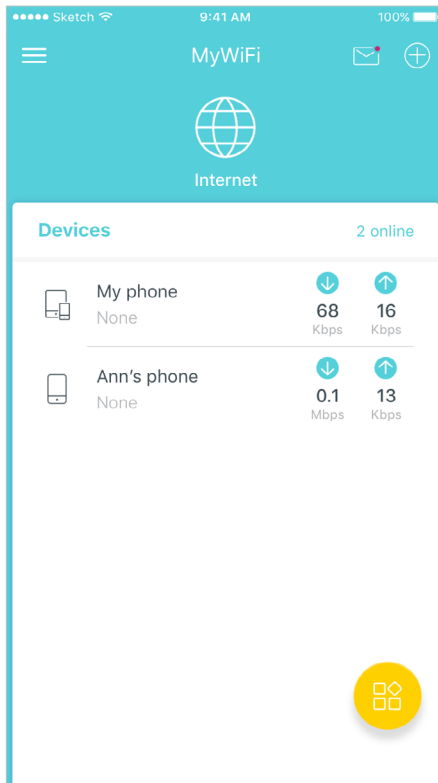 Sketch 9:41 AM 100%
MyWiFi
Internet
Devices 2 online
My phone
None
68 16
Kbps Kbps
Ann's phone
None
0.1 13
Mbps Kbps